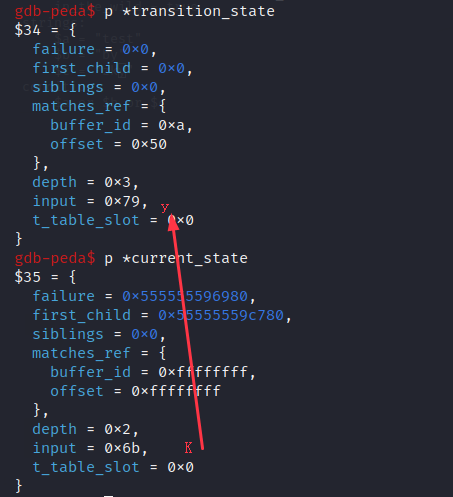 gdb-peda$ p *transition_state
$34 = {
failure = 0x0,
first_child = 0x0,
siblings = 0x0,
matches_ref = {
buffer_id = 0xa,
offset = 0x50
},
depth = 0x3,
input = 0x79, y
t_table_slot = 0x0
}
gdb-peda$ p *current_state
$35 = {
failure = 0x555555596980,
first_child = 0x55555559c780,
siblings = 0x0,
matches_ref = {
buffer_id = 0xffffffff,
offset = 0xffffffff
},
depth = 0x2,
input = 0x6b, K
t_table_slot = 0x0
}